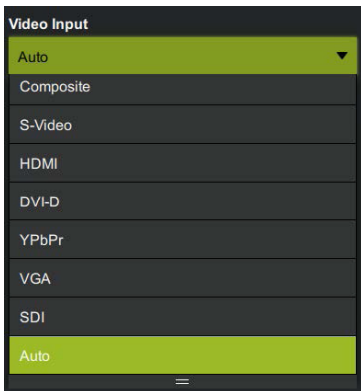 Video Input
Auto
Composite
S-Video
HDMI
DVI-D
YPbPr
VGA
SDI
Auto